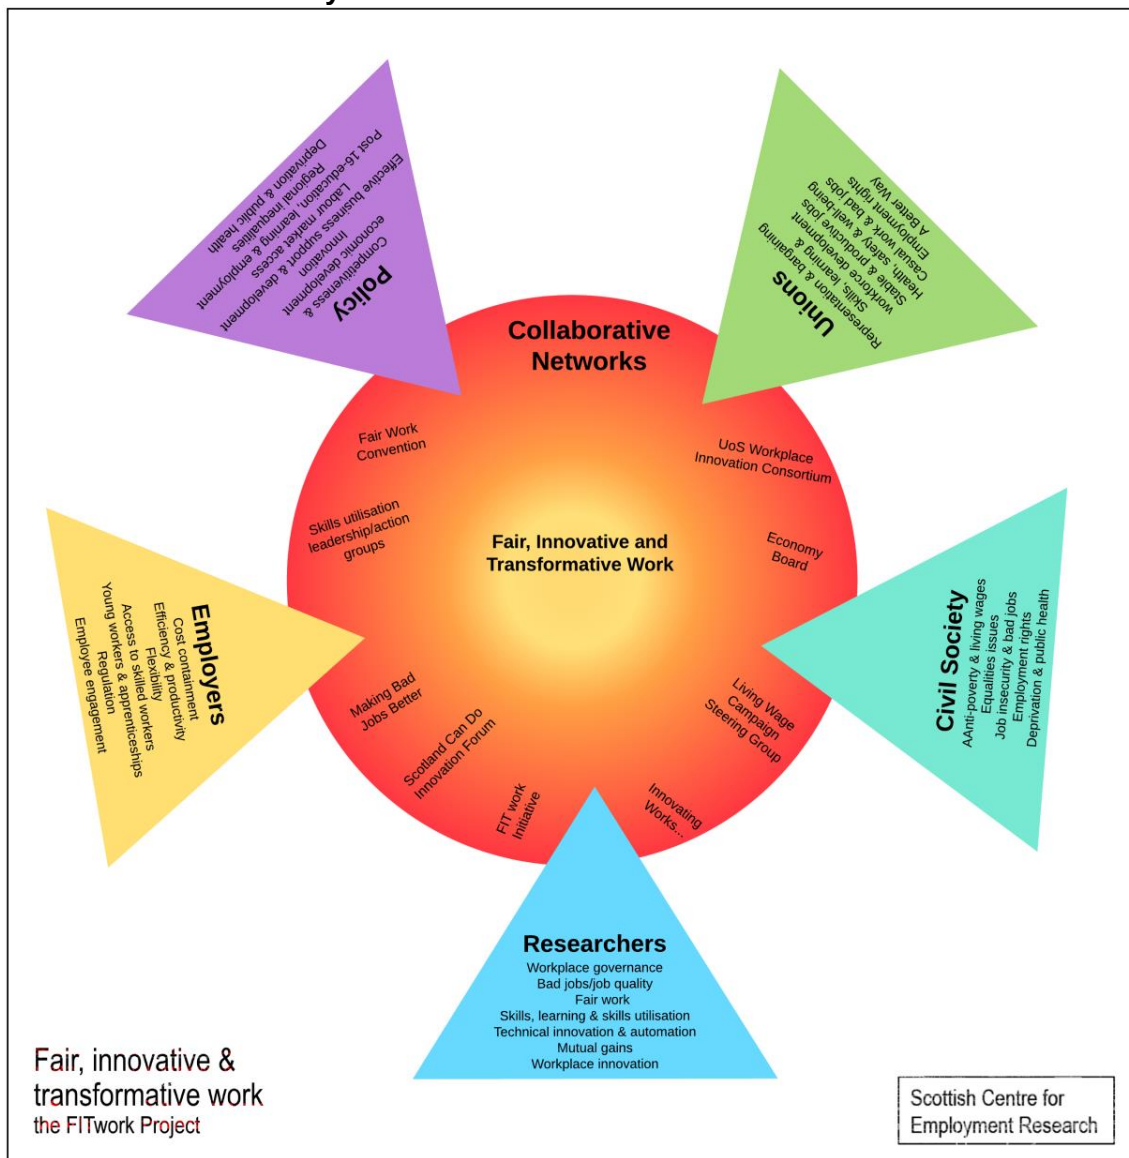 Policy
Competitiveness &
economic development
Innovation
Effective business support & development
Labour market access
Post 16-education, learning & employment
Regional inequalities
Deprivation & public health
Unions
Representation & bargaining
Skills, learning &
workforce development
Stable & productive jobs
Health, safety & well-being
Casual work & bad jobs
Employment rights
A Better Way
Collaborative
Networks
Fair Work
Convention
UoS Workplace
Innovation Consortium
Skills utilisation
leadership/action
groups
Economy
Board
Fair, Innovative and
Transformative Work
Employers
Cost containment
Efficiency & productivity
Flexibility
Access to skilled workers
Young workers & apprenticeships
Regulation
Employee engagement
Civil Society
AAnti-poverty & living wages
Equalities issues
Job insecurity & bad jobs
Employment rights
Deprivation & public health
Making Bad
Jobs Better
Scotland Can Do
Innovation Forum
FIT work
Initiative
Innovating
Works...
Living Wage
Campaign
Steering Group
Researchers
Workplace governance
Bad jobs/job quality
Fair work
Skills, learning & skills utilisation
Technical innovation & automation
Mutual gains
Workplace innovation
Fair, innovative &
transformative work
the FITwork Project
Scottish Centre for
Employment Research